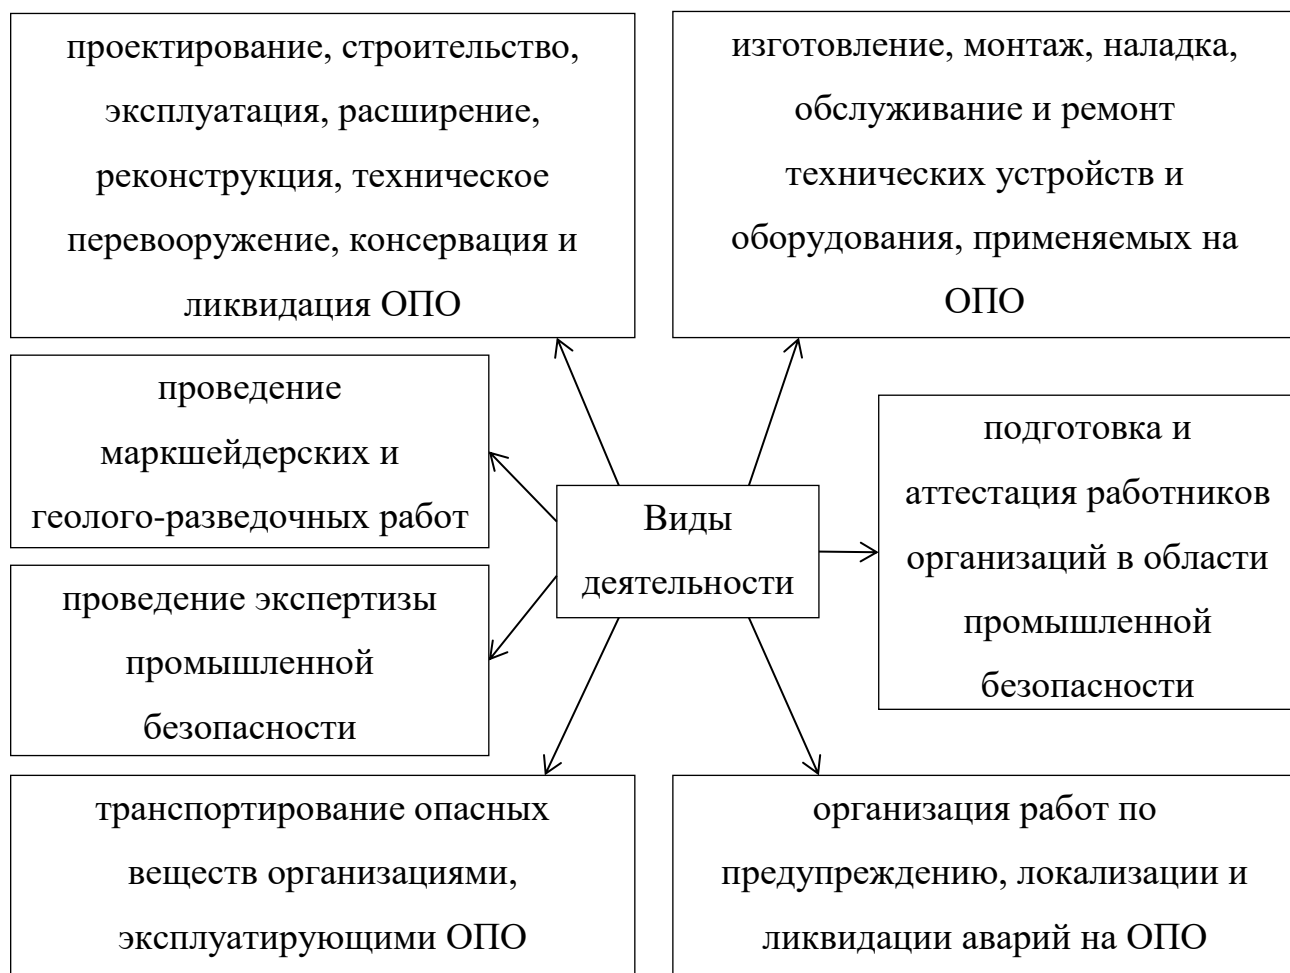 проектирование, строительство,
эксплуатация, расширение,
реконструкция, техническое
перевооружение, консервация и
ликвидация ОПО
изготовление, монтаж, наладка,
обслуживание и ремонт
технических устройств и
оборудования, применяемых на
ОПО
проведение
маркшейдерских и
геолого-разведочных работ
подготовка и
аттестация работников
организаций в области
промышленной
безопасности
Виды
деятельности
проведение экспертизы
промышленной
безопасности
транспортирование опасных
веществ организациями,
эксплуатирующими ОПО
организация работ по
предупреждению, локализации и
ликвидации аварий на ОПО